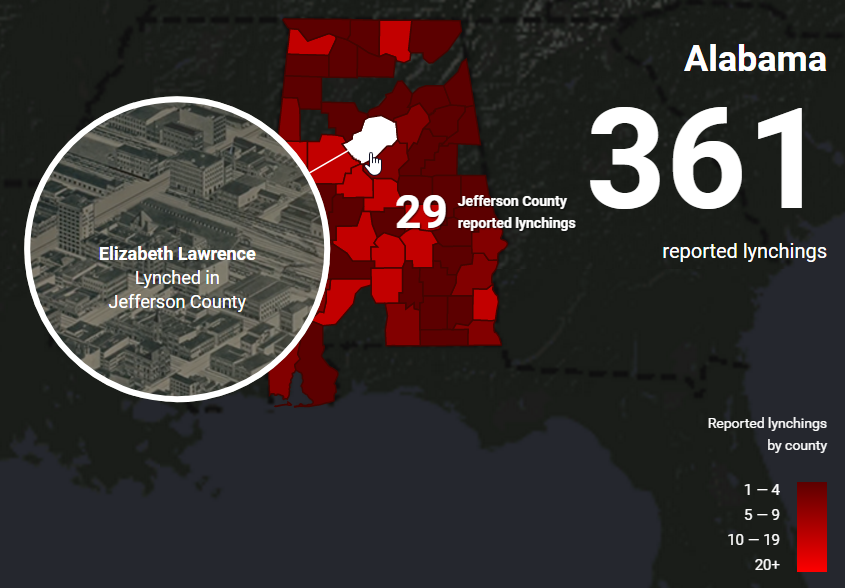 Alabama
361
reported lynchings
29
Jefferson County
reported lynchings
Elizabeth Lawrence
Lynched in
Jefferson County
Reported lynchings
by county
1 — 4
5 — 9
10 — 19
20+